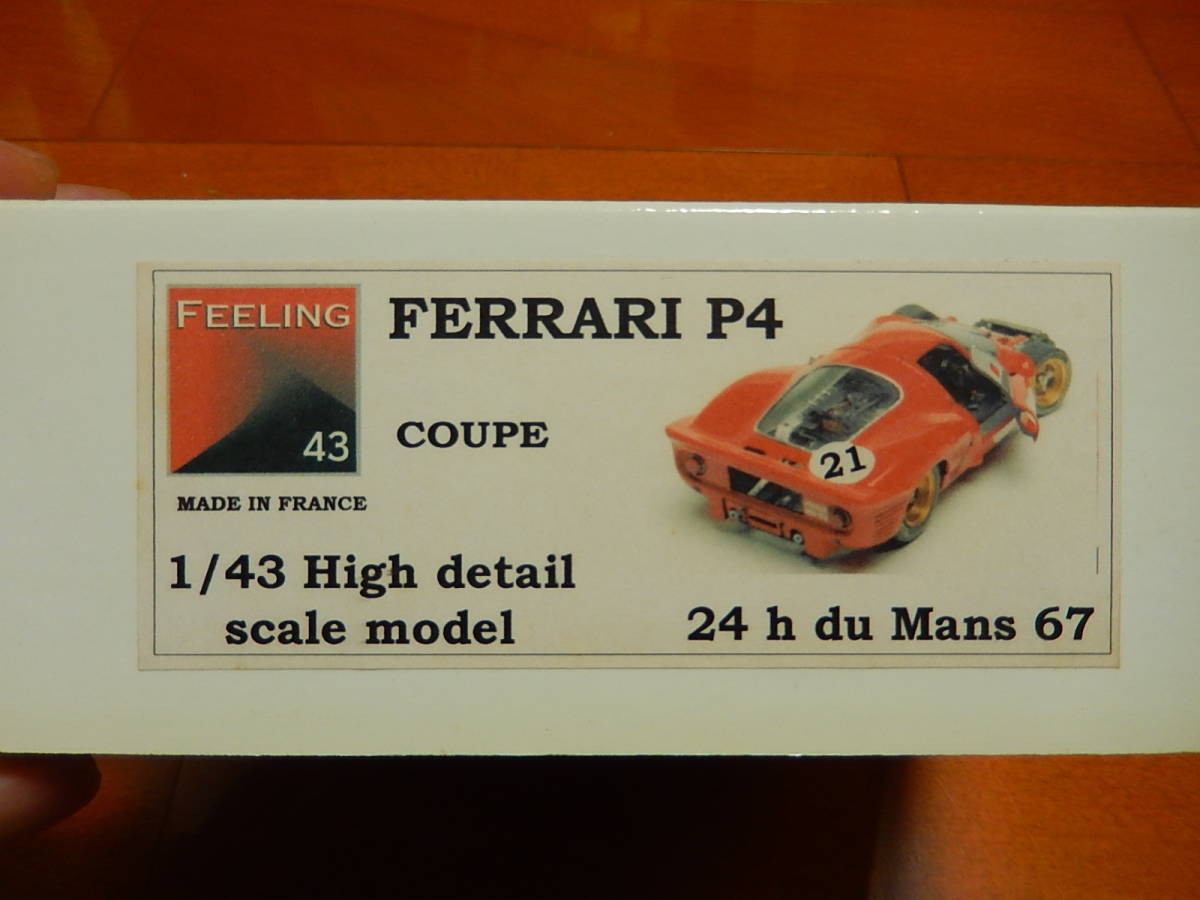 FEELING
43
MADE IN FRANCE
FERRARI P4
COUPE
21
1/43 High detail
scale model
24 h du Mans 67